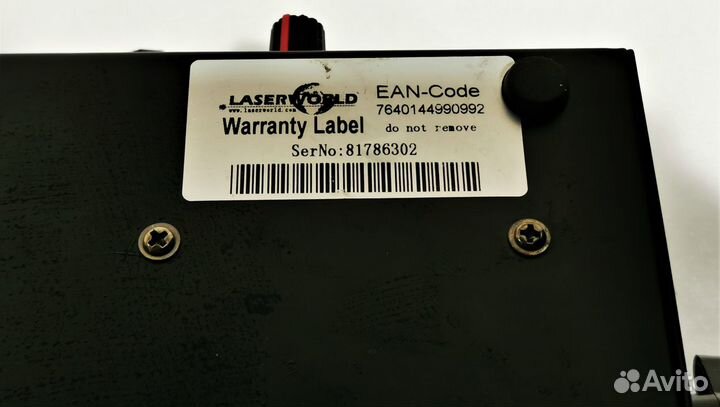 LASERWORLD
www.laserworld.com
EAN-Code
7640144990992
Warranty Label
do not remove
SerNo:81786302
Avito